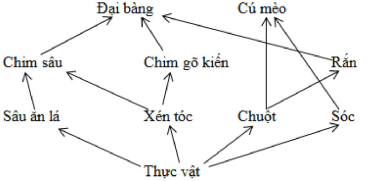 Đại bàng Cú mèo
Chim sâu Chim gõ kiến Rắn
Sâu ăn lá Xén tóc Chuột Sóc
Thực vật